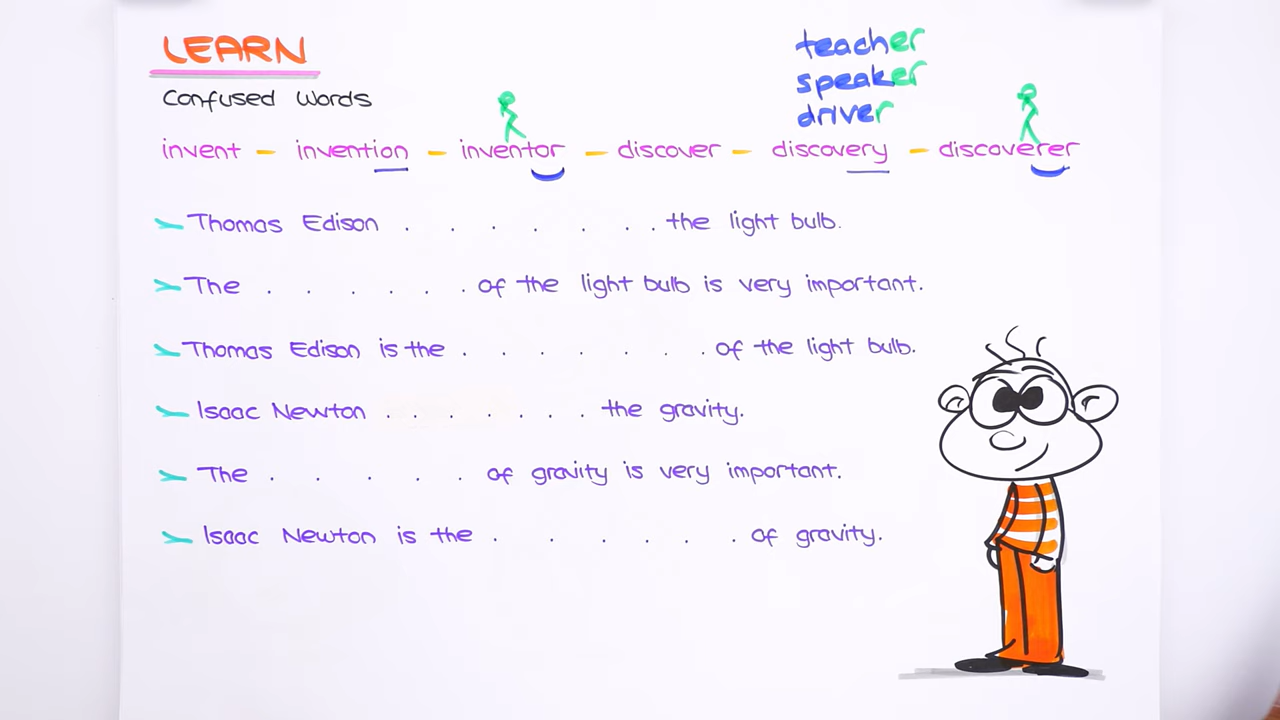 LEARN
Confused Words
teacher
speaker
driver
invent - invention - inventor - discover - discovery - discoverer
Thomas Edison . . . . . . . the light bulb.
The . . . . . . of the light bulb is very important.
Thomas Edison is the . . . . . . . of the light bulb.
Isaac Newton . . . . . . . the gravity.
The . . . . . of gravity is very important.
Isaac Newton is the . . . . . . of gravity.